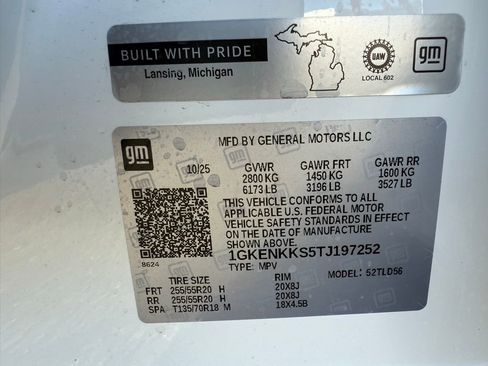 BUILT WITH PRIDE
Lansing, Michigan
UAW
LOCAL 602
gm
gm
MFD BY GENERAL MOTORS LLC
10/25 GVWR GAWR FRT GAWR RR
2800 KG 1450 KG 1600 KG
6173 LB 3196 LB 3527 LB
THIS VEHICLE CONFORMS TO ALL
APPLICABLE U.S. FEDERAL MOTOR
VEHICLE SAFETY STANDARDS IN EFFECT
ON THE DATE OF MANUFACTURE
SHOWN ABOVE.
1GKENKKS5TJ197252
8624
TYPE: MPV MODEL: 52TLD56
TIRE SIZE RIM
FRT 255/55R20 H 20X8J
RR 255/55R20 H 20X8J
SPA T135/70R18 M 18X4.5B